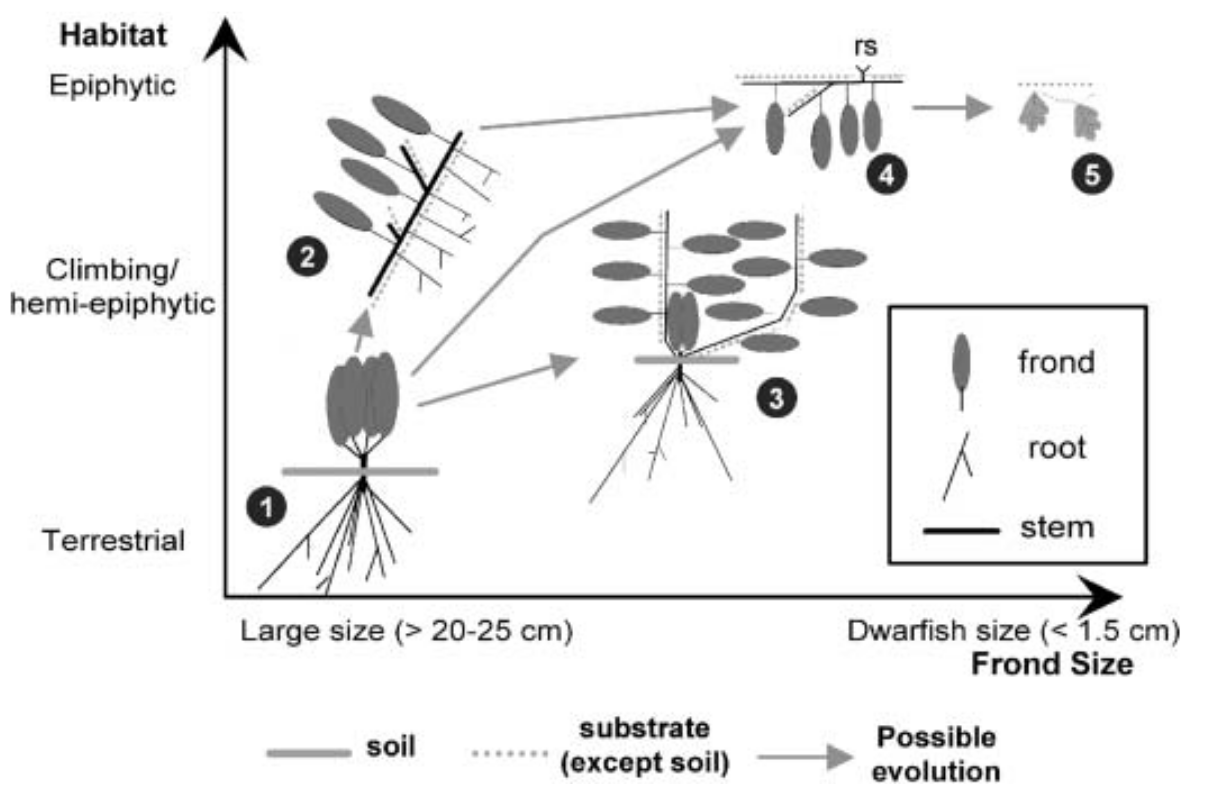 Habitat
Epiphytic
rs
4
5
2
Climbing/
hemi-epiphytic
3
1
Terrestrial
frond
root
stem
Large size (> 20-25 cm)
Dwarfish size (< 1.5 cm)
Frond Size
soil
substrate
(except soil)
Possible
evolution